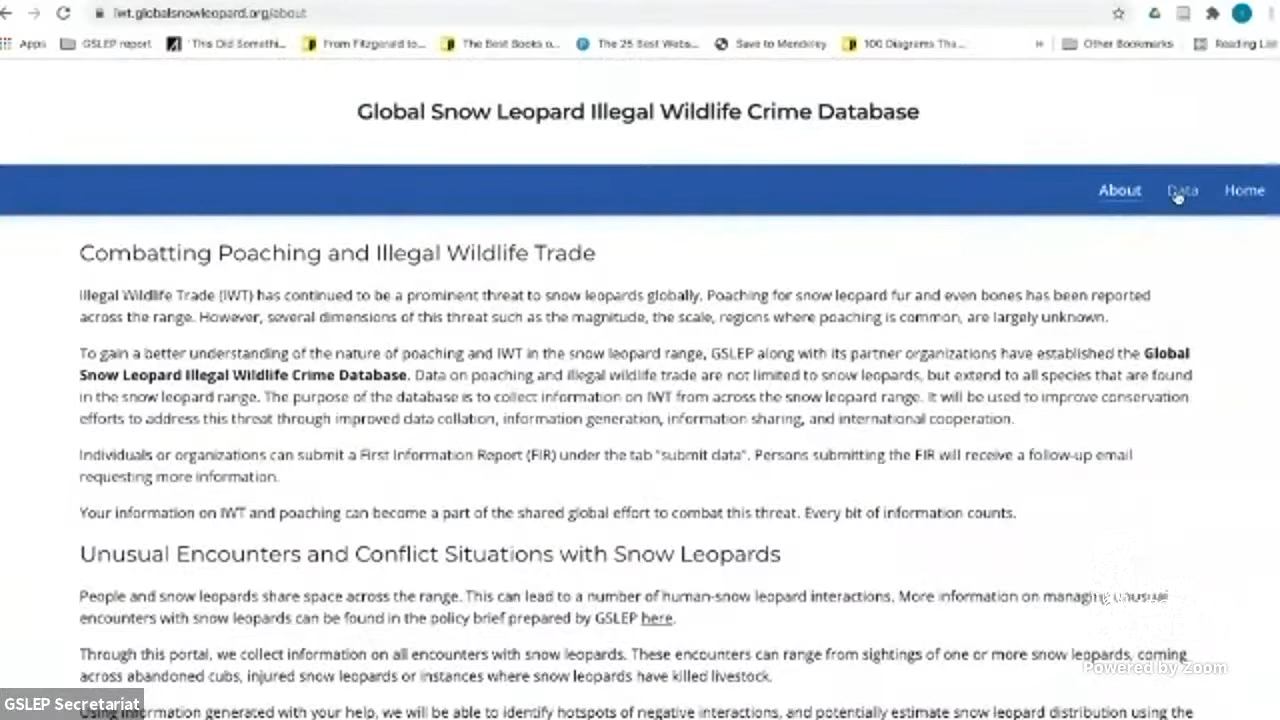 iwt.globalsnowleopard.org/about
Apps GSLEP report This Did Somethi... From Fitzgerald to... The Best Books o... The 25 Best Webs... Save to Mendeley 100 Diagrams Tha... » Other Bookmarks Reading List
Global Snow Leopard Illegal Wildlife Crime Database
About Data Home
Combatting Poaching and Illegal Wildlife Trade
Illegal Wildlife Trade (IWT) has continued to be a prominent threat to snow leopards globally. Poaching for snow leopard fur and even bones has been reported
across the range. However, several dimensions of this threat such as the magnitude, the scale, regions where poaching is common, are largely unknown.
To gain a better understanding of the nature of poaching and IWT in the snow leopard range, GSLEP along with its partner organizations have established the Global
Snow Leopard Illegal Wildlife Crime Database. Data on poaching and illegal wildlife trade are not limited to snow leopards, but extend to all species that are found
in the snow leopard range. The purpose of the database is to collect information on IWT from across the snow leopard range. It will be used to improve conservation
efforts to address this threat through improved data collation, information generation, information sharing, and international cooperation.
Individuals or organizations can submit a First Information Report (FIR) under the tab "submit data". Persons submitting the FIR will receive a follow-up email
requesting more information.
Your information on IWT and poaching can become a part of the shared global effort to combat this threat. Every bit of information counts.
Unusual Encounters and Conflict Situations with Snow Leopards
People and snow leopards share space across the range. This can lead to a number of human-snow leopard interactions. More information on managing unusual
encounters with snow leopards can be found in the policy brief prepared by GSLEP here.
Through this portal, we collect information on all encounters with snow leopards. These encounters can range from sightings of one or more snow leopards, coming
across abandoned cubs, injured snow leopards or instances where snow leopards have killed livestock.
Powered by Zoom
GSLEP Secretariat
Using information generated with your help, we will be able to identify hotspots of negative interactions, and potentially estimate snow leopard distribution using the